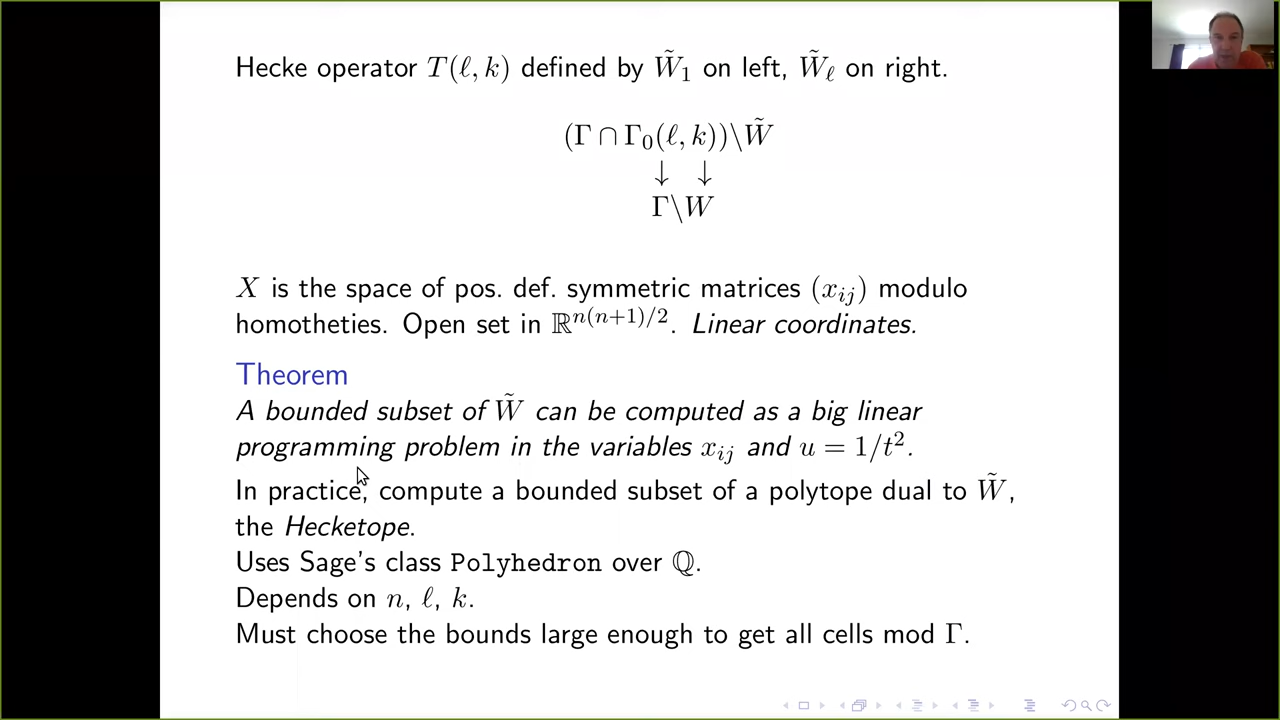 Hecke operator T(ℓ, k) defined by W̃₁ on left, W̃ℓ on right.
(Γ ∩ Γ₀(ℓ, k))\W̃
↓ ↓
Γ\W
X is the space of pos. def. symmetric matrices (xᵢⱼ) modulo
homotheties. Open set in ℝⁿ⁽ⁿ⁺¹⁾ᐟ². Linear coordinates.
Theorem
A bounded subset of W̃ can be computed as a big linear
programming problem in the variables xᵢⱼ and u = 1/t².
In practice, compute a bounded subset of a polytope dual to W̃,
the Hecketope.
Uses Sage's class Polyhedron over ℚ.
Depends on n, ℓ, k.
Must choose the bounds large enough to get all cells mod Γ.